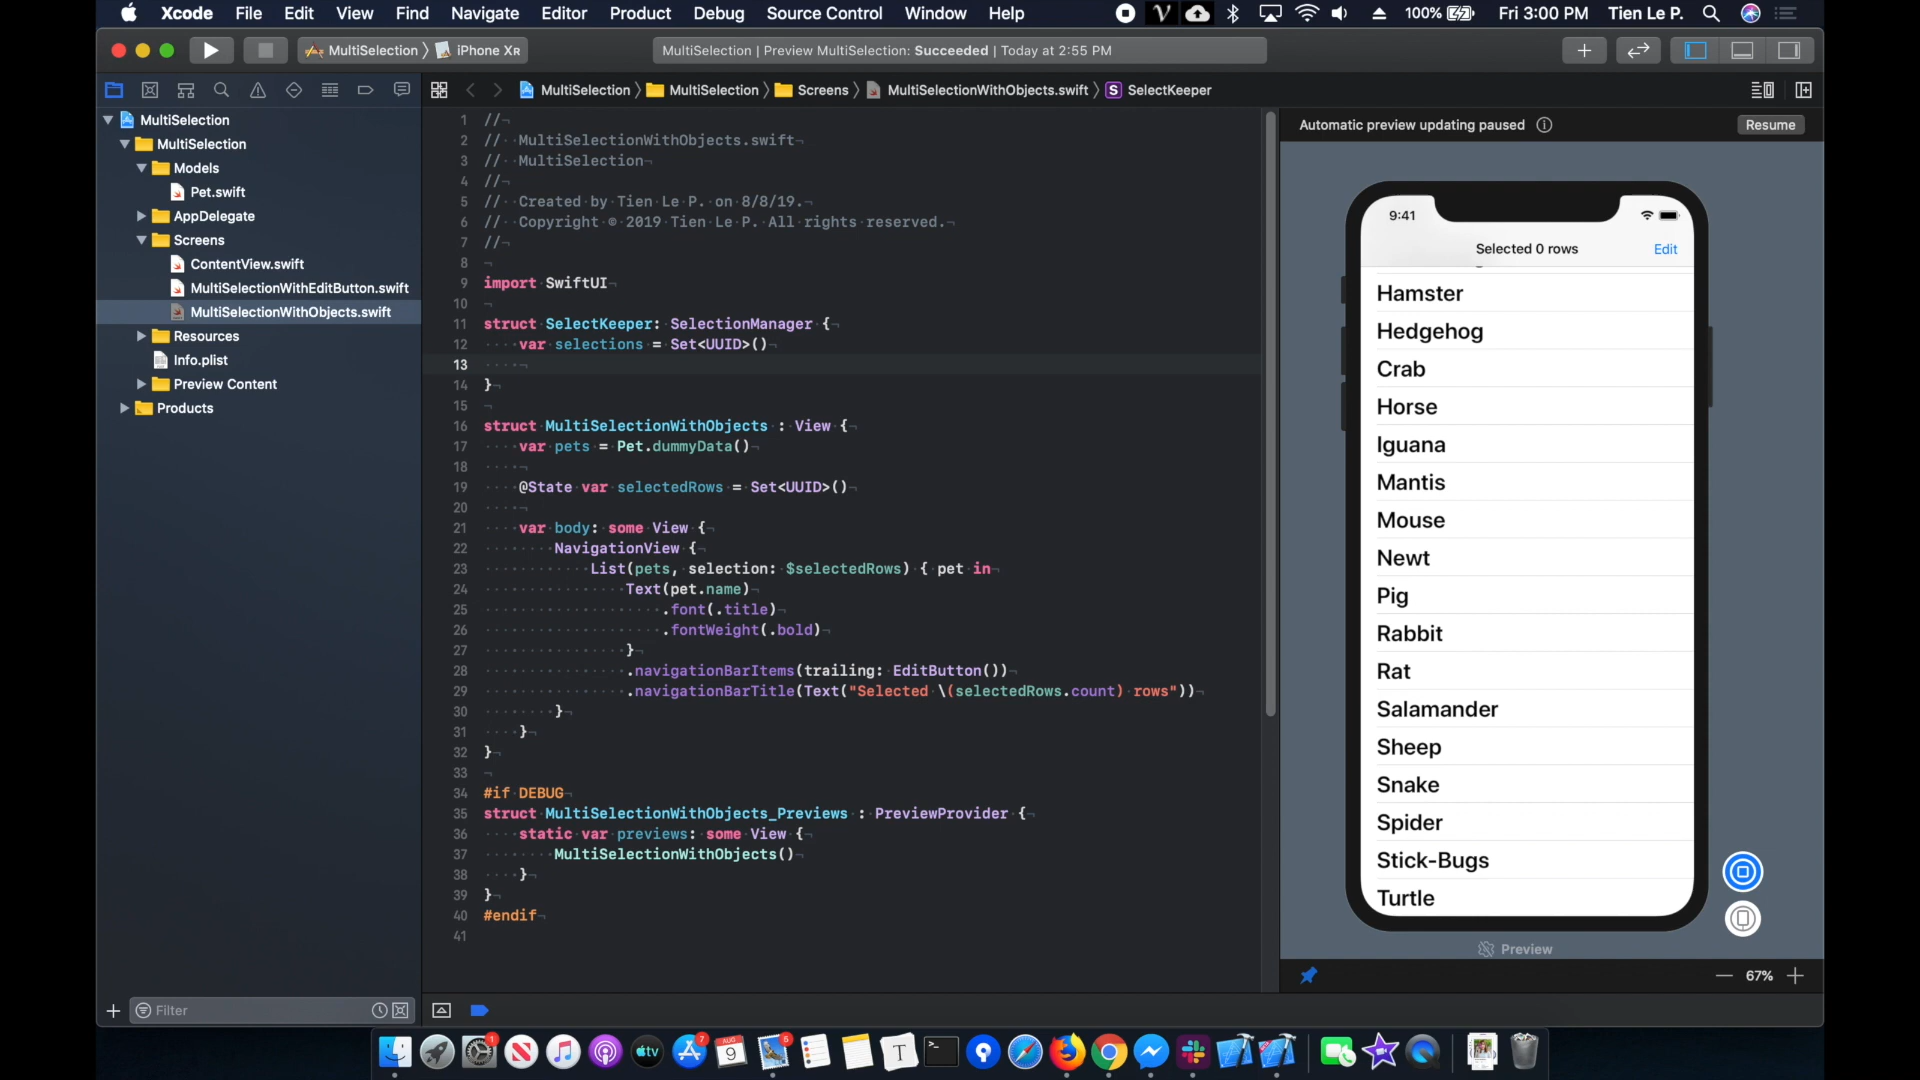 Xcode File Edit View Find Navigate Editor Product Debug Source Control Window Help 100% Fri 3:00 PM Tien Le P.
MultiSelection iPhone XR
MultiSelection | Preview MultiSelection: Succeeded | Today at 2:55 PM
MultiSelection MultiSelection Screens MultiSelectionWithObjects.swift S SelectKeeper
MultiSelection
MultiSelection
Models
Pet.swift
AppDelegate
Screens
ContentView.swift
MultiSelectionWithEditButton.swift
MultiSelectionWithObjects.swift
Resources
Info.plist
Preview Content
Products
Filter
1 //
2 // MultiSelectionWithObjects.swift
3 // MultiSelection
4 //
5 // Created by Tien Le P. on 8/8/19.
6 // Copyright © 2019 Tien Le P. All rights reserved.
7 //
8
9 import SwiftUI
10
11 struct SelectKeeper: SelectionManager {
12 var selections = Set<UUID>()
13
14 }
15
16 struct MultiSelectionWithObjects : View {
17 var pets = Pet.dummyData()
18
19 @State var selectedRows = Set<UUID>()
20
21 var body: some View {
22 NavigationView {
23 List(pets, selection: $selectedRows) { pet in
24 Text(pet.name)
25 .font(.title)
26 .fontWeight(.bold)
27 }
28 .navigationBarItems(trailing: EditButton())
29 .navigationBarTitle(Text("Selected \(selectedRows.count) rows"))
30 }
31 }
32 }
33
34 #if DEBUG
35 struct MultiSelectionWithObjects_Previews : PreviewProvider {
36 static var previews: some View {
37 MultiSelectionWithObjects()
38 }
39 }
40 #endif
41
Automatic preview updating paused Resume
9:41
Selected 0 rows Edit
Hamster
Hedgehog
Crab
Horse
Iguana
Mantis
Mouse
Newt
Pig
Rabbit
Rat
Salamander
Sheep
Snake
Spider
Stick-Bugs
Turtle
Preview
67%
1
tv
7
AUG
9
6
T